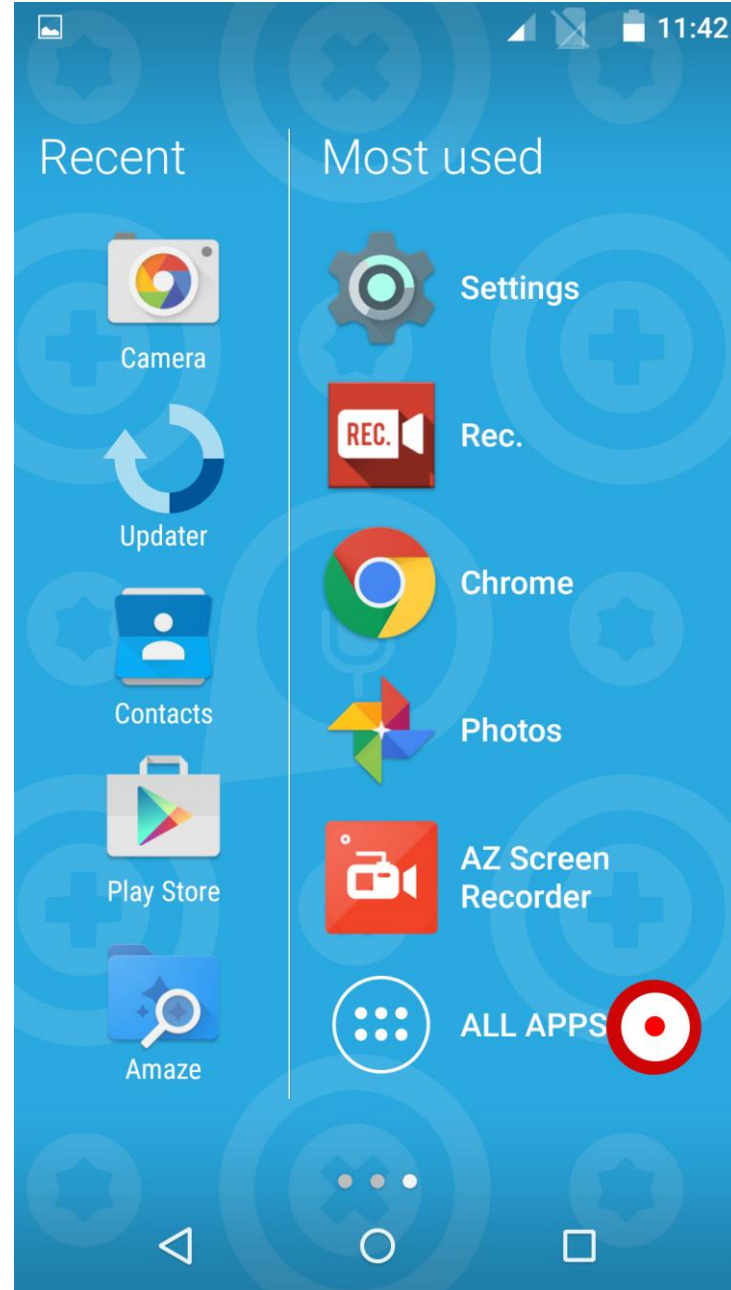 11:42
Recent
Camera
Updater
Contacts
Play Store
Amaze
Most used
Settings
REC.
Rec.
Chrome
Photos
AZ Screen
Recorder
ALL APPS